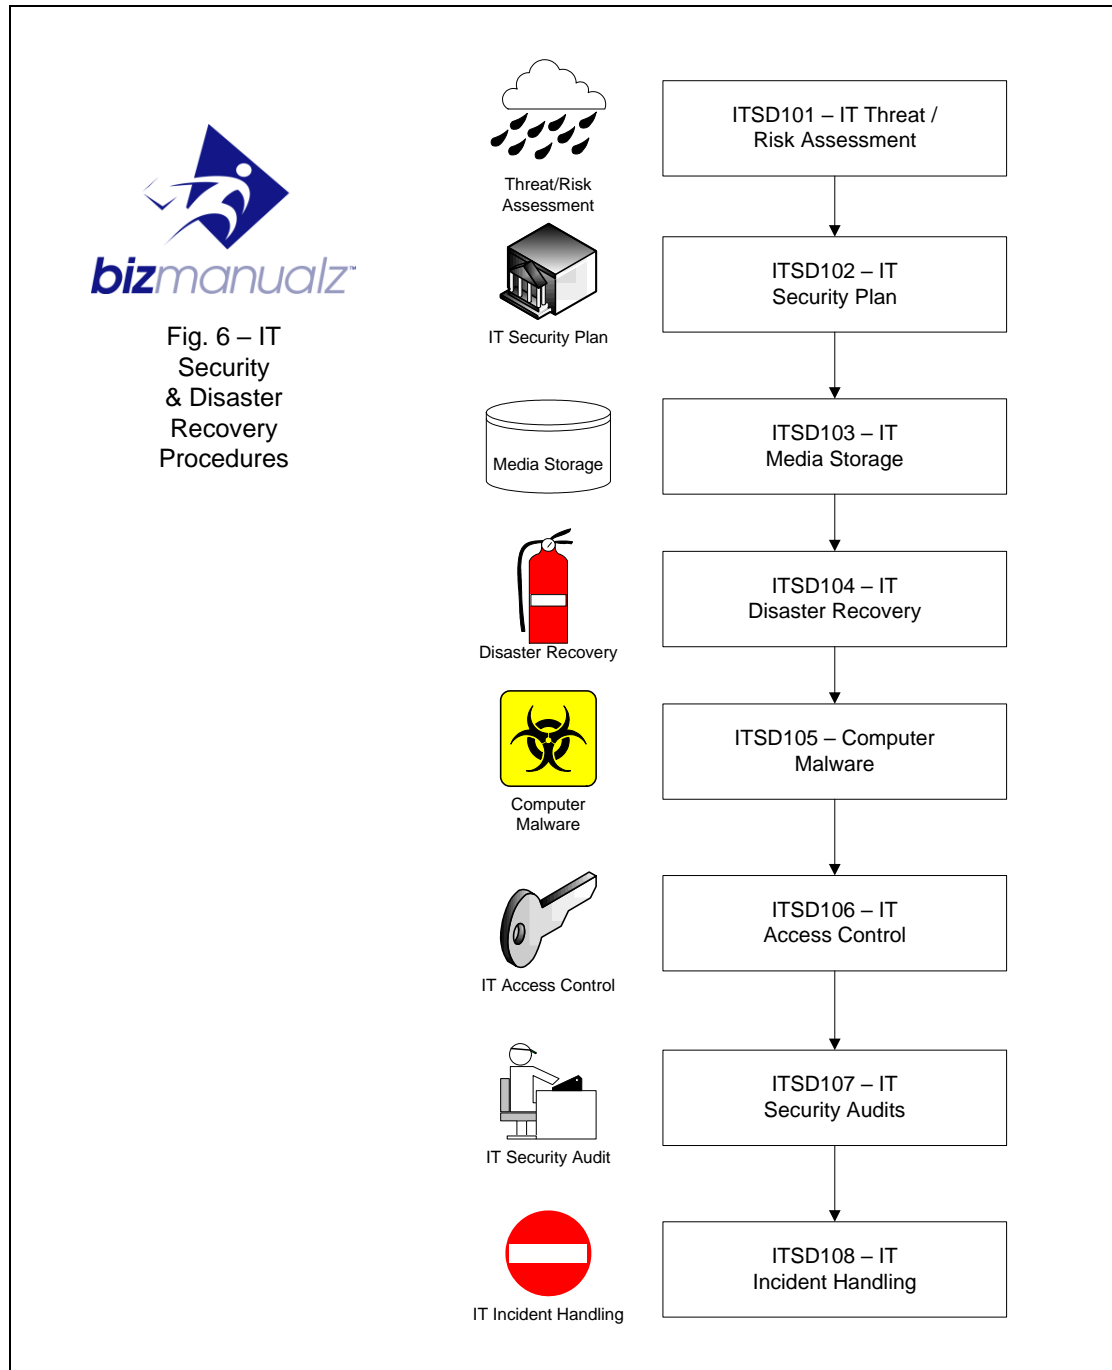 bizmanualz™
Fig. 6 – IT
Security
& Disaster
Recovery
Procedures
Threat/Risk
Assessment
ITSD101 – IT Threat /
Risk Assessment
IT Security Plan
ITSD102 – IT
Security Plan
Media Storage
ITSD103 – IT
Media Storage
Disaster Recovery
ITSD104 – IT
Disaster Recovery
Computer
Malware
ITSD105 – Computer
Malware
IT Access Control
ITSD106 – IT
Access Control
IT Security Audit
ITSD107 – IT
Security Audits
IT Incident Handling
ITSD108 – IT
Incident Handling